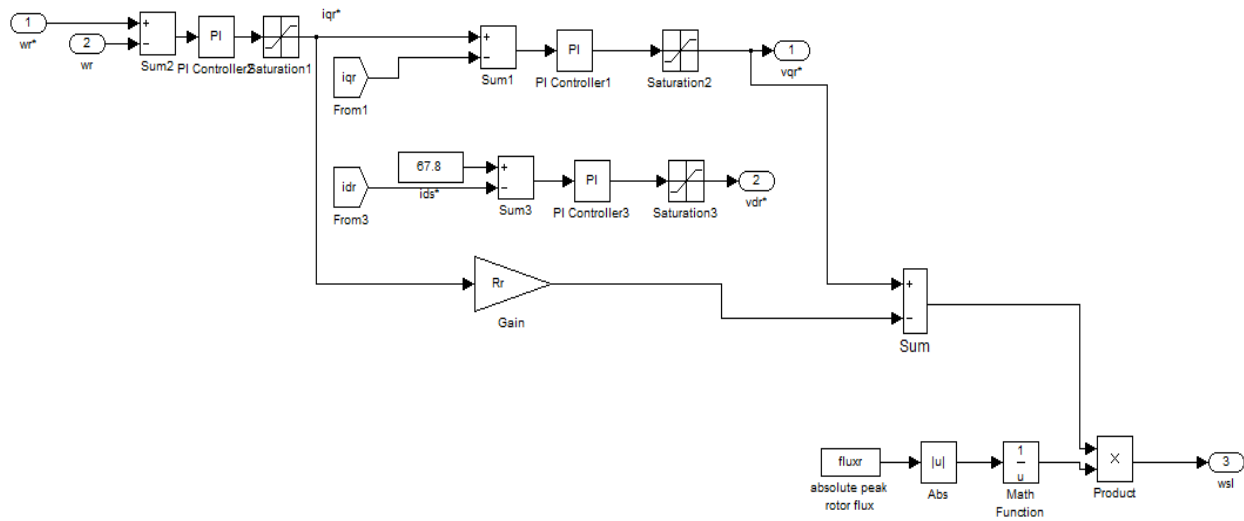 iqr*
1
wr*
+
−
2
wr
Sum2
PI
PI Controller2
Saturation1
iqr
From1
+
−
Sum1
PI
PI Controller1
Saturation2
1
vqr*
idr
From3
67.8
ids*
+
−
Sum3
PI
PI Controller3
Saturation3
2
vdr*
Rr
Gain
+
−
Sum
fluxr
absolute peak
rotor flux
|u|
Abs
1
u
Math
Function
×
Product
3
wsl